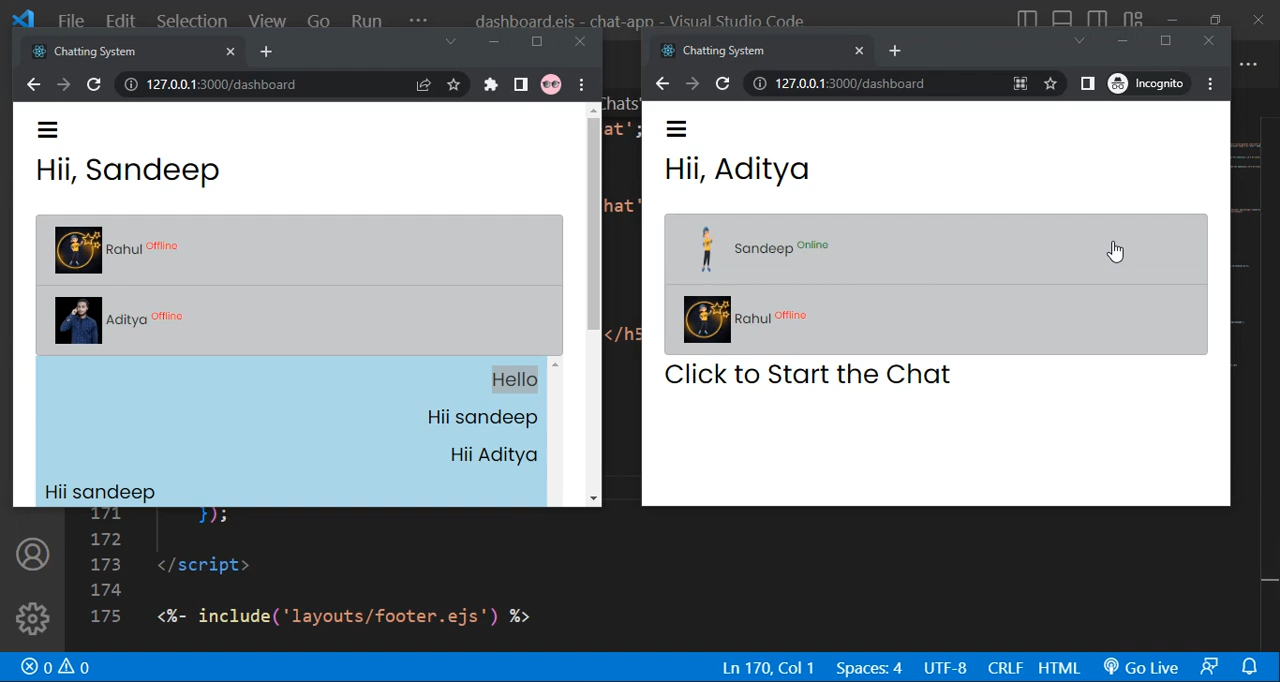 File Edit Selection View Go Run ··· dashboard.ejs - chat-app - Visual Studio Code
Chatting System
127.0.0.1:3000/dashboard
Hii, Sandeep
Rahul Offline
Aditya Offline
Hello
Hii sandeep
Hii Aditya
Hii sandeep
Chatting System
127.0.0.1:3000/dashboard Incognito
Hii, Aditya
Sandeep Online
Rahul Offline
Click to Start the Chat
Chats'
at';
hat'
</h5
171 });
172
173 </script>
174
175 <%- include('layouts/footer.ejs') %>
0 0 Ln 170, Col 1 Spaces: 4 UTF-8 CRLF HTML Go Live